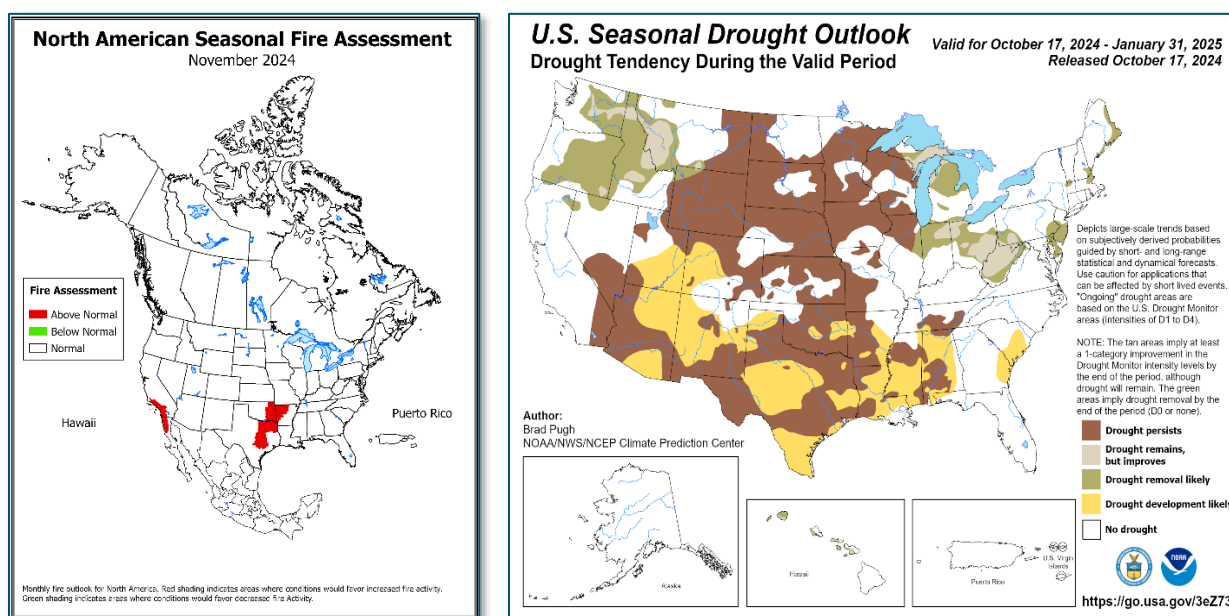 North American Seasonal Fire Assessment
November 2024
Fire Assessment
Above Normal
Below Normal
Normal
Hawaii
Puerto Rico
Monthly fire outlook for North America. Red shading indicates areas where conditions would favor increased fire activity.
Green shading indicates areas where conditions would favor decreased fire Activity.
U.S. Seasonal Drought Outlook
Drought Tendency During the Valid Period
Valid for October 17, 2024 - January 31, 2025
Released October 17, 2024
Depicts large-scale trends based
on subjectively derived probabilities
guided by short- and long-range
statistical and dynamical forecasts.
Use caution for applications that
can be affected by short lived events.
"Ongoing" drought areas are
based on the U.S. Drought Monitor
areas (intensities of D1 to D4).
NOTE: The tan areas imply at least
a 1-category improvement in the
Drought Monitor intensity levels by
the end of the period, although
drought will remain. The green
areas imply drought removal by the
end of the period (D0 or none).
Author:
Brad Pugh
NOAA/NWS/NCEP Climate Prediction Center
Drought persists
Drought remains,
but improves
Drought removal likely
Drought development likely
No drought
Alaska
Hawaii
Puerto Rico
U.S. Virgin
Islands
NOAA
https://go.usa.gov/3eZ73